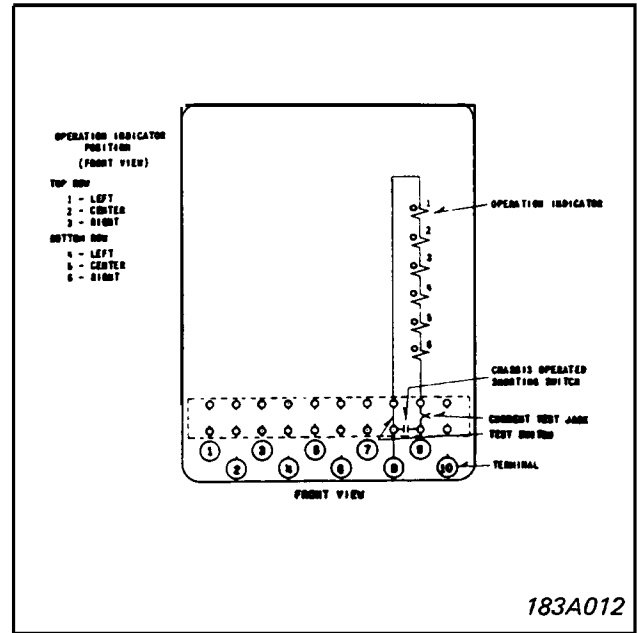 OPERATION INDICATOR
POSITION
(FRONT VIEW)
TOP ROW
1 - LEFT
2 - CENTER
3 - RIGHT
BOTTOM ROW
4 - LEFT
5 - CENTER
6 - RIGHT
1
2
3
4
5
6
OPERATION INDICATOR
CHASSIS OPERATED
SHORTING SWITCH
CURRENT TEST JACK
TEST SWITCH
TERMINAL
1 3 5 7 9
2 4 6 8 10
FRONT VIEW
183A012